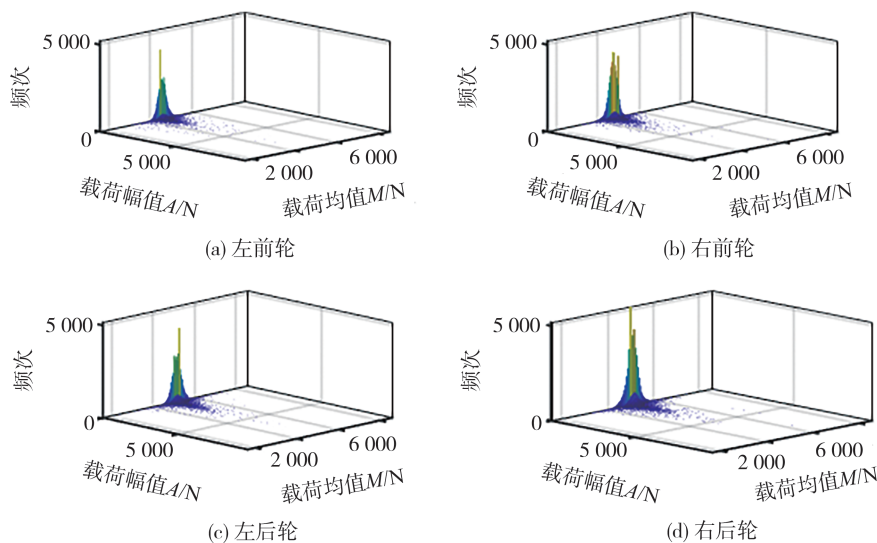 5 000
频次
0
5 000
2 000
6 000
载荷幅值A/N
载荷均值M/N
(a) 左前轮
5 000
频次
0
5 000
2 000
6 000
载荷幅值A/N
载荷均值M/N
(b) 右前轮
5 000
频次
0
5 000
2 000
6 000
载荷幅值A/N
载荷均值M/N
(c) 左后轮
5 000
频次
0
5 000
2 000
6 000
载荷幅值A/N
载荷均值M/N
(d) 右后轮